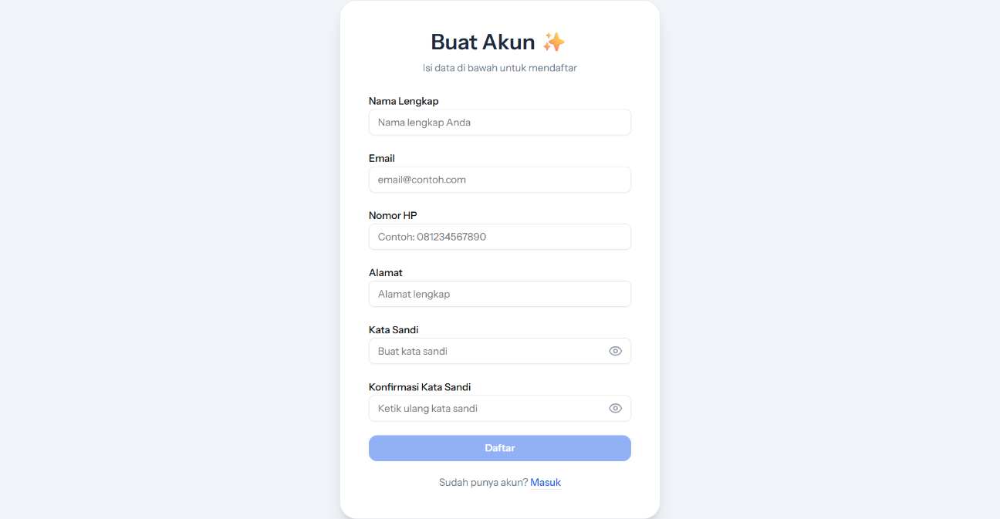 Buat Akun ✨
Isi data di bawah untuk mendaftar
Nama Lengkap
Nama lengkap Anda
Email
email@contoh.com
Nomor HP
Contoh: 081234567890
Alamat
Alamat lengkap
Kata Sandi
Buat kata sandi
Konfirmasi Kata Sandi
Ketik ulang kata sandi
Daftar
Sudah punya akun? Masuk